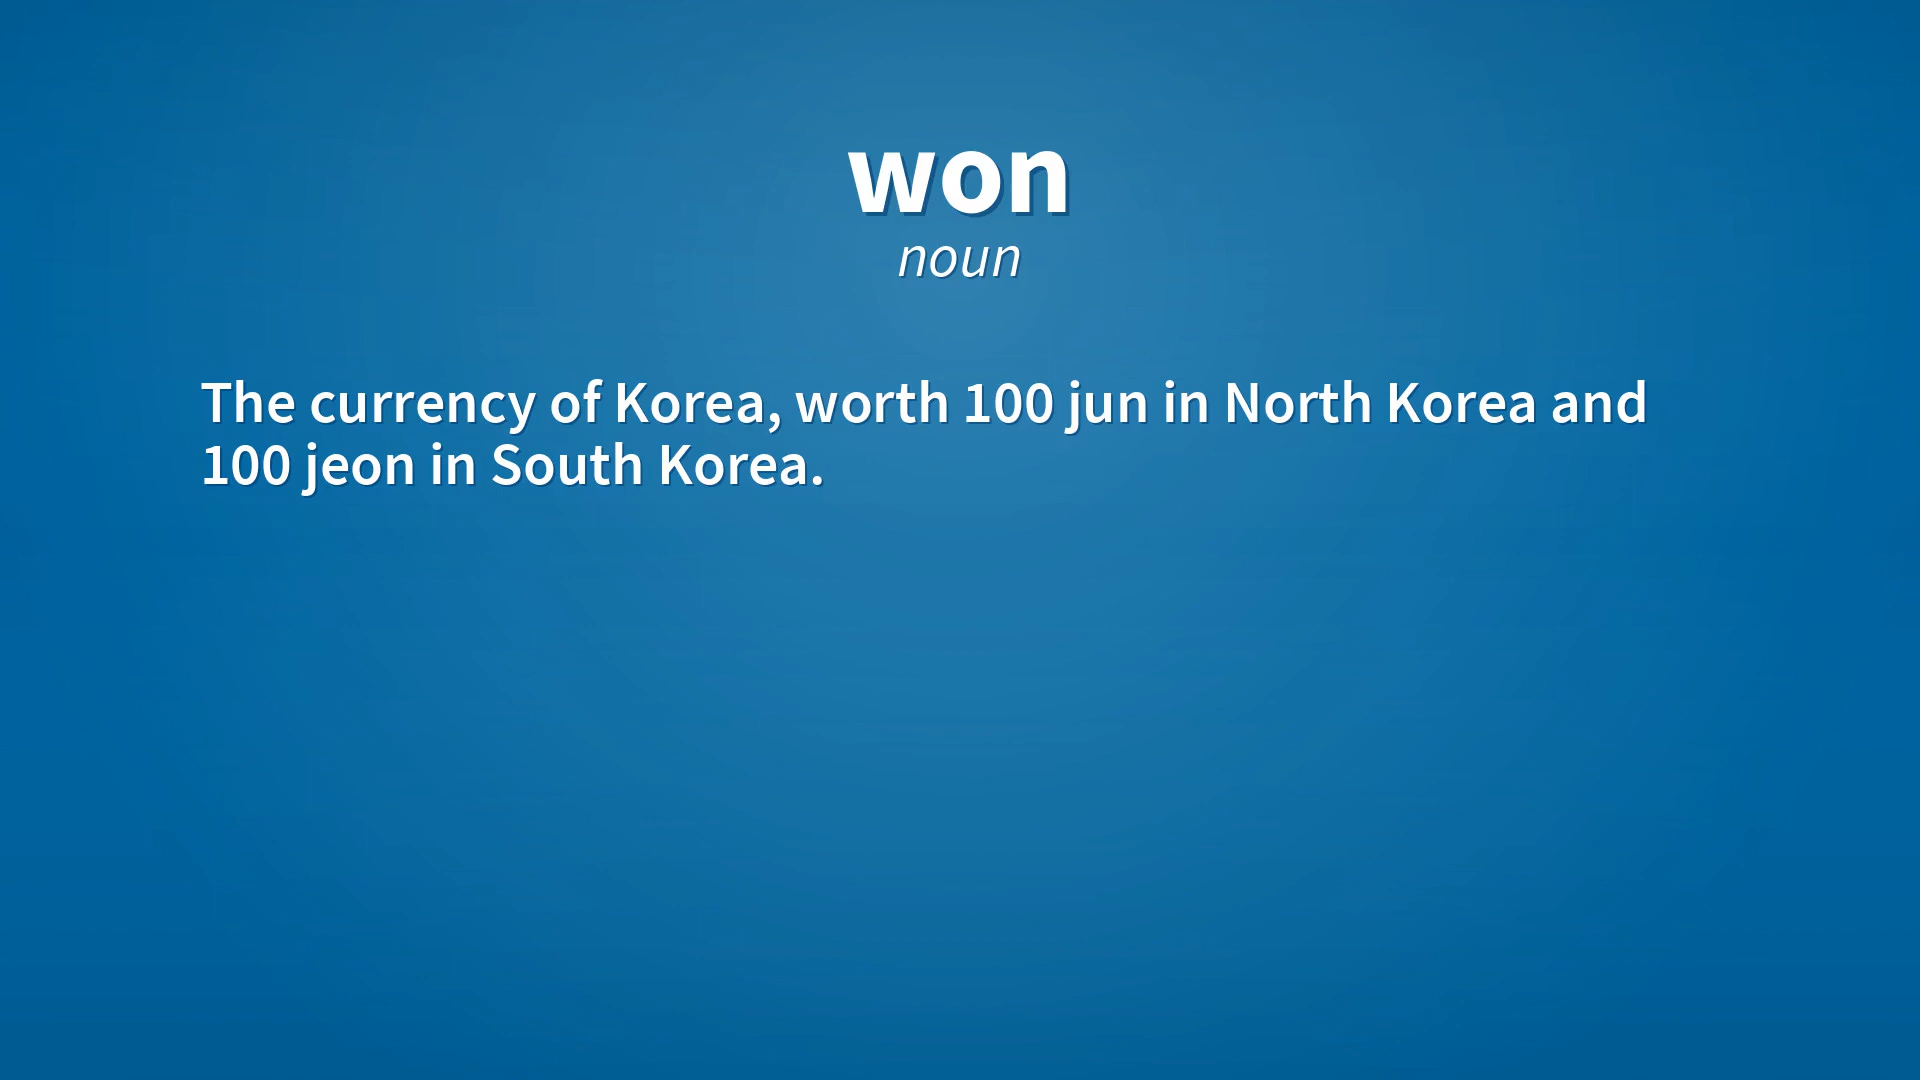 won
noun
The currency of Korea, worth 100 jun in North Korea and
100 jeon in South Korea.